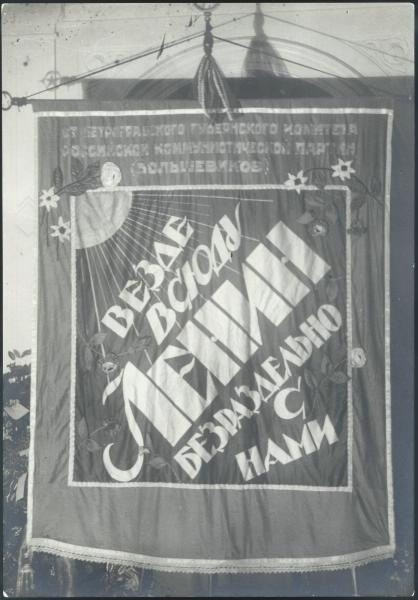 ОТ ПЕТРОГРАДСКОГО ГУБЕРНСКОГО КОМИТЕТА
РОССИЙСКОЙ КОММУНИСТИЧЕСКОЙ ПАРТИИ
(БОЛЬШЕВИКОВ)
ВЕЗДЕ
ВСЮДУ
ЛЕНИН
БЕЗРАЗДЕЛЬНО
С
НАМИ